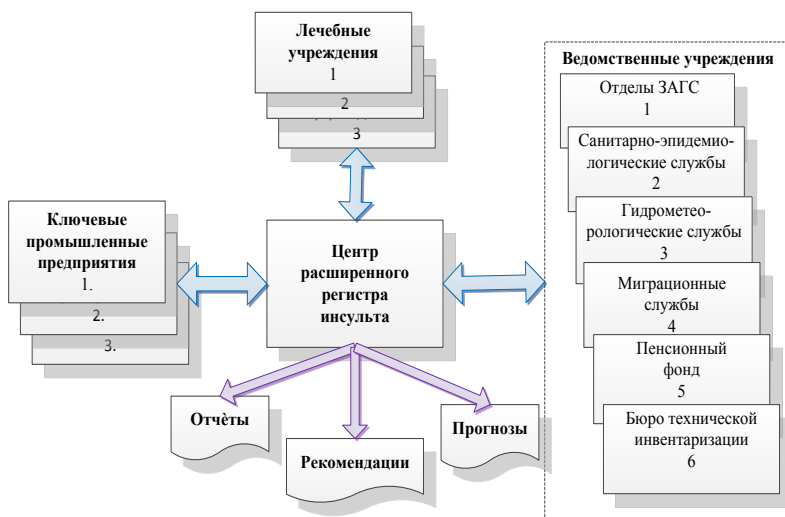 Лечебные
учреждения
1
2
3
Ведомственные учреждения
Отделы ЗАГС
1
Санитарно-эпидемио-
логические службы
2
Гидрометео-
рологические службы
3
Миграционные
службы
4
Пенсионный
фонд
5
Бюро технической
инвентаризации
6
Ключевые
промышленные
предприятия
1.
2.
3.
Центр
расширенного
регистра
инсульта
Отчѐты
Рекомендации
Прогнозы